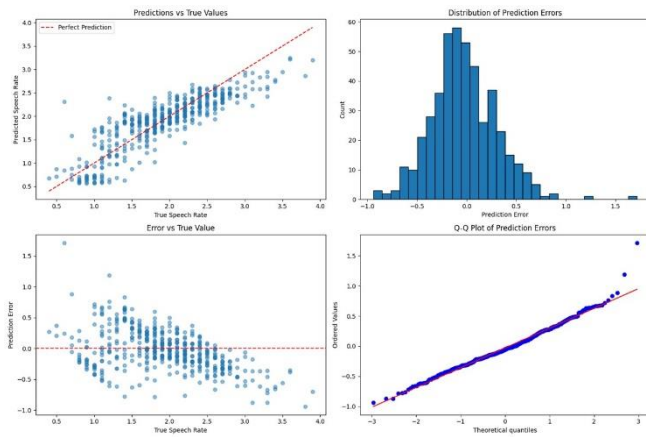 Predictions vs True Values
Perfect Prediction
Predicted Speech Rate
4.0
3.5
3.0
2.5
2.0
1.5
1.0
0.5
0.5 1.0 1.5 2.0 2.5 3.0 3.5 4.0
True Speech Rate
Distribution of Prediction Errors
Count
60
50
40
30
20
10
0
-1.0 -0.5 0.0 0.5 1.0 1.5
Prediction Error
Error vs True Value
Prediction Error
1.5
1.0
0.5
0.0
-0.5
-1.0
0.5 1.0 1.5 2.0 2.5 3.0 3.5 4.0
True Speech Rate
Q-Q Plot of Prediction Errors
Ordered Values
1.5
1.0
0.5
0.0
-0.5
-1.0
-3 -2 -1 0 1 2 3
Theoretical quantiles